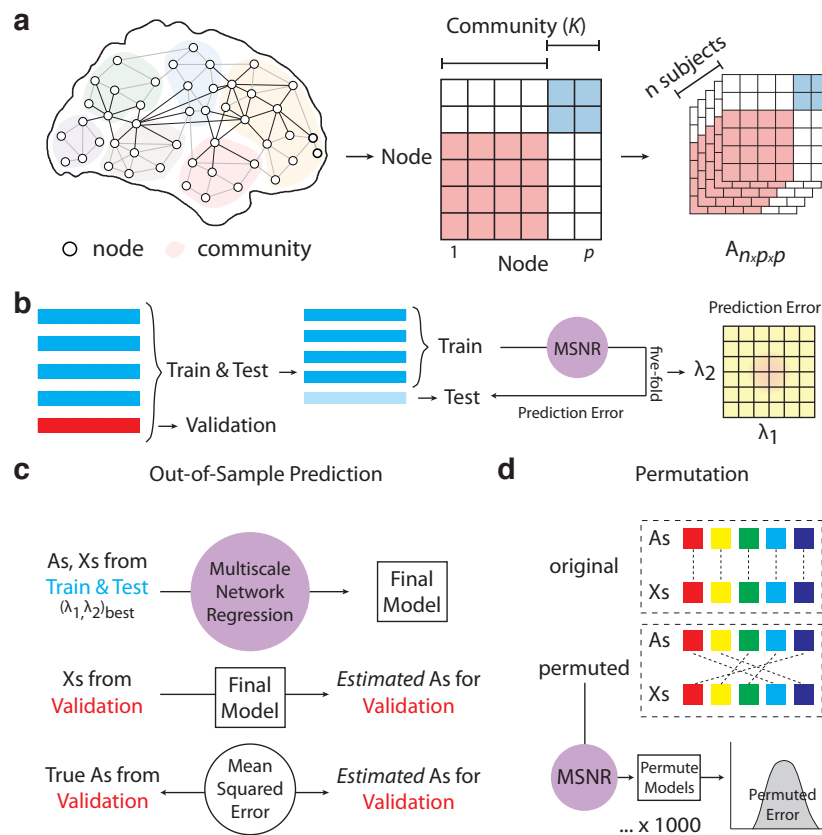 a
Community (K)
n subjects
Node
node
community
1
p
Node
A n×p×p
b
Train & Test
Validation
Train
Test
MSNR
five-fold
Prediction Error
Prediction Error
λ2
λ1
c
Out-of-Sample Prediction
As, Xs from
Train & Test
(λ1,λ2)best
Multiscale
Network
Regression
Final
Model
Xs from
Validation
Final
Model
Estimated As for
Validation
True As from
Validation
Mean
Squared
Error
Estimated As for
Validation
d
Permutation
original
As
Xs
permuted
As
Xs
MSNR
Permute
Models
Permuted
Error
... x 1000